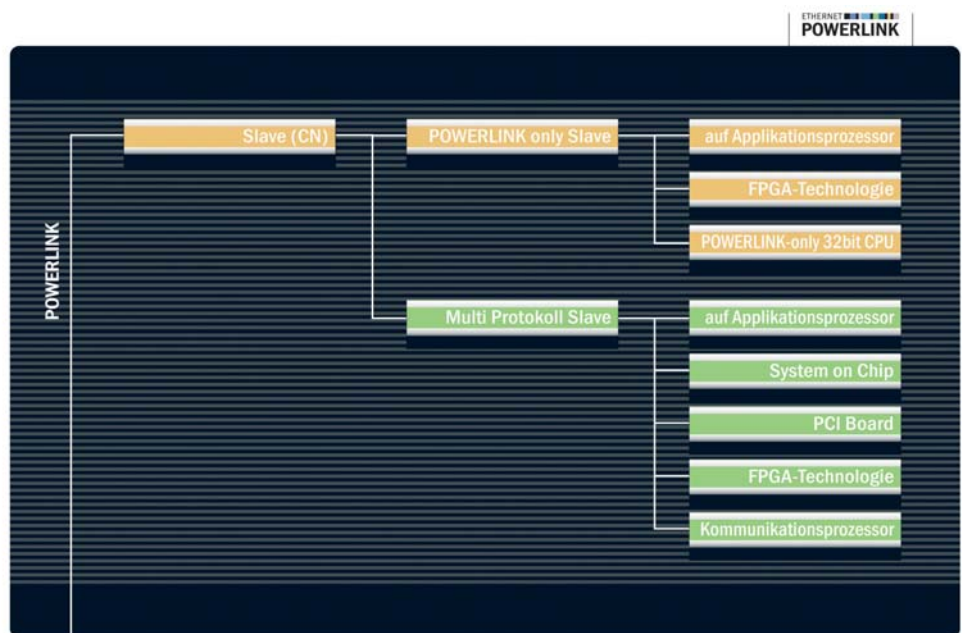 ETHERNET
POWERLINK
POWERLINK
Slave (CN)
POWERLINK only Slave
auf Applikationsprozessor
FPGA-Technologie
POWERLINK-only 32bit CPU
Multi Protokoll Slave
auf Applikationsprozessor
System on Chip
PCI Board
FPGA-Technologie
Kommunikationsprozessor